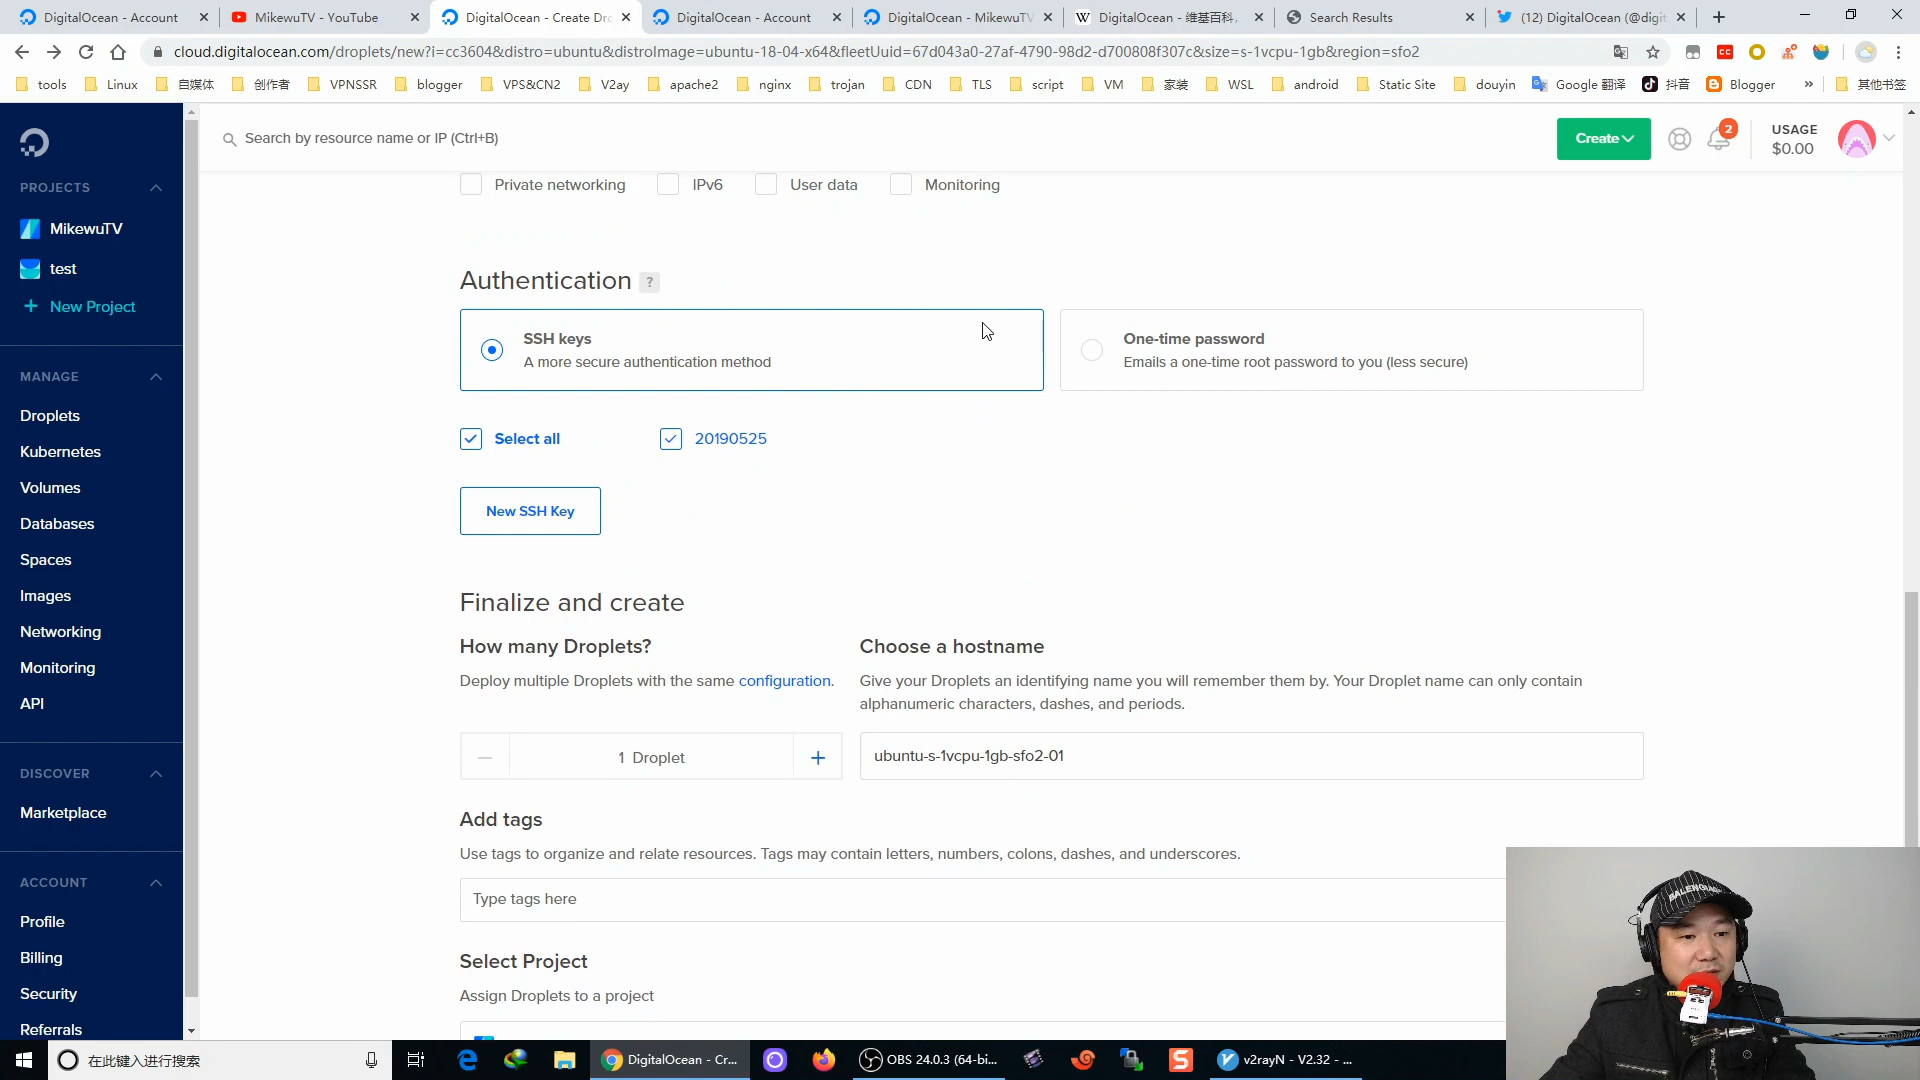 DigitalOcean - Account
MikewuTV - YouTube
DigitalOcean - Create Dro
DigitalOcean - Account
DigitalOcean - MikewuTV
DigitalOcean - 维基百科,
Search Results
(12) DigitalOcean (@digit
cloud.digitalocean.com/droplets/new?i=cc3604&distro=ubuntu&distroImage=ubuntu-18-04-x64&fleetUuid=67d043a0-27af-4790-98d2-d700808f307c&size=s-1vcpu-1gb&region=sfo2
tools
Linux
自媒体
创作者
VPNSSR
blogger
VPS&CN2
V2ay
apache2
nginx
trojan
CDN
TLS
script
VM
家装
WSL
android
Static Site
douyin
Google 翻译
抖音
Blogger
»
其他书签
Search by resource name or IP (Ctrl+B)
Create
2
USAGE
$0.00
PROJECTS
MikewuTV
test
+ New Project
MANAGE
Droplets
Kubernetes
Volumes
Databases
Spaces
Images
Networking
Monitoring
API
DISCOVER
Marketplace
ACCOUNT
Profile
Billing
Security
Referrals
Private networking
IPv6
User data
Monitoring
Authentication ?
SSH keys
A more secure authentication method
One-time password
Emails a one-time root password to you (less secure)
Select all
20190525
New SSH Key
Finalize and create
How many Droplets?
Deploy multiple Droplets with the same configuration.
Choose a hostname
Give your Droplets an identifying name you will remember them by. Your Droplet name can only contain
alphanumeric characters, dashes, and periods.
1 Droplet
ubuntu-s-1vcpu-1gb-sfo2-01
Add tags
Use tags to organize and relate resources. Tags may contain letters, numbers, colons, dashes, and underscores.
Type tags here
Select Project
Assign Droplets to a project
在此键入进行搜索
DigitalOcean - Cr...
OBS 24.0.3 (64-bi...
v2rayN - V2.32 - ...